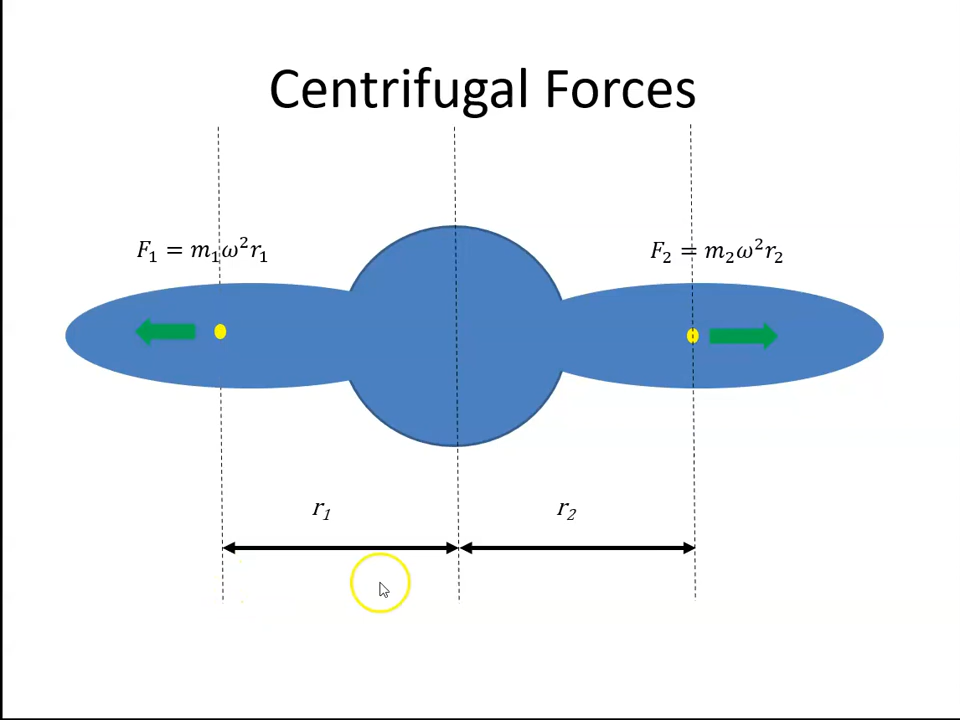 Centrifugal Forces
F₁ = m₁ω²r₁
F₂ = m₂ω²r₂
r₁
r₂